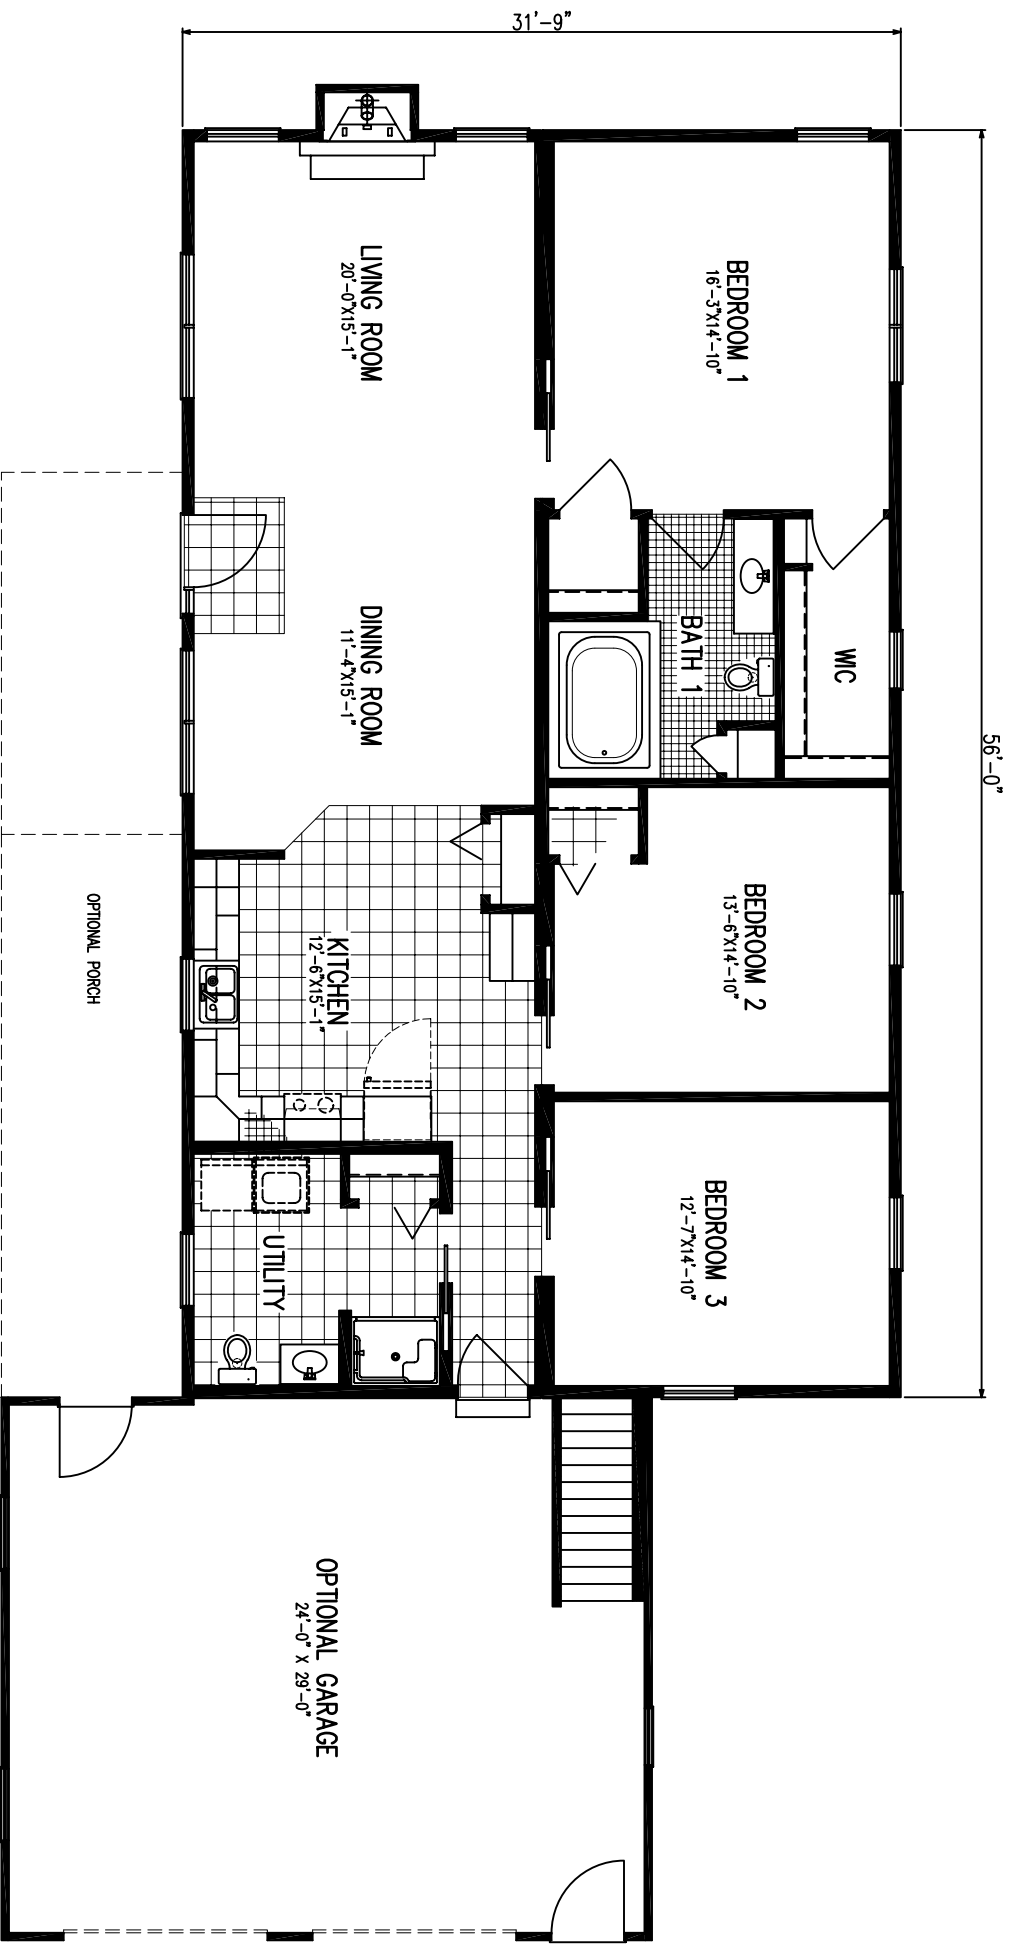 31'-9"
56'-0"
BEDROOM 1
16'-3"X14'-10"
WIC
BATH 1
BEDROOM 2
13'-6"X14'-10"
BEDROOM 3
12'-7"X14'-10"
LIVING ROOM
20'-0"X15'-1"
DINING ROOM
11'-4"X15'-1"
KITCHEN
12'-6"X15'-1"
UTILITY
OPTIONAL PORCH
OPTIONAL GARAGE
24'-0" X 29'-0"